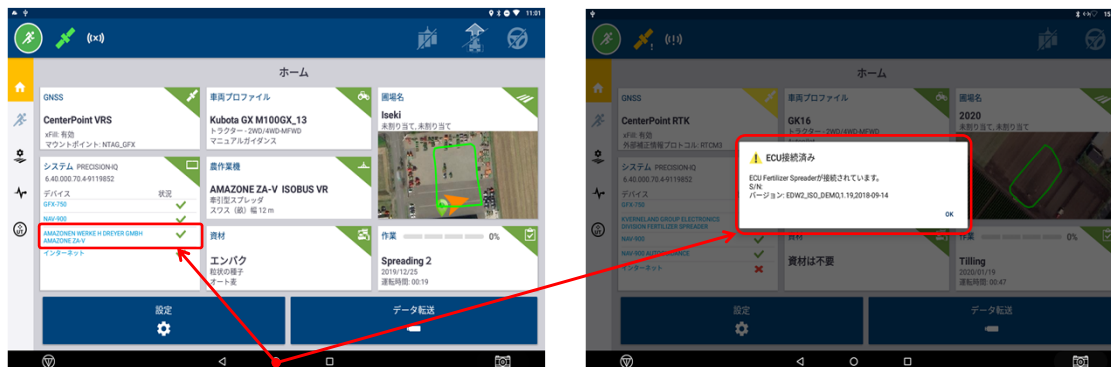 11:01
ホーム
GNSS
CenterPoint VRS
xFill: 有効
マウントポイント: NTAG_GFX
車両プロファイル
Kubota GX M100GX_13
トラクター - 2WD/4WD-MFWD
マニュアルガイダンス
圃場名
Iseki
未割り当て, 未割り当て
システム PRECISION-IQ
6.40.000.70.4-9119852
デバイス 状況
GFX-750
NAV-900
AMAZONEN WERKE H DREYER GMBH
AMAZONE ZA-V
インターネット
農作業機
AMAZONE ZA-V ISOBUS VR
牽引型スプレッダ
スワス（畝）幅 12 m
資材
エンバク
粒状の種子
オート麦
作業 0%
Spreading 2
2019/12/25
運転時間: 00:19
設定
データ転送
15
ホーム
GNSS
CenterPoint RTK
xFill: 有効
外部補正情報プロトコル: RTCM3
車両プロファイル
GK16
トラクター - 2WD/4WD-MFWD
圃場名
2020
未割り当て, 未割り当て
システム PRECISION-IQ
6.40.000.70.4-9119852
デバイス
GFX-750
KVERNELAND GROUP ELECTRONICS
DIVISION FERTILIZER SPREADER
NAV-900
NAV-900 AUTOGUIDANCE
インターネット
ECU接続済み
ECU Fertilizer Spreaderが接続されています。
S/N:
バージョン: EDW2_ISO_DEMO,1.19,2018-09-14
OK
資材
資材は不要
作業 0%
Tilling
2020/01/19
運転時間: 00:47
設定
データ転送